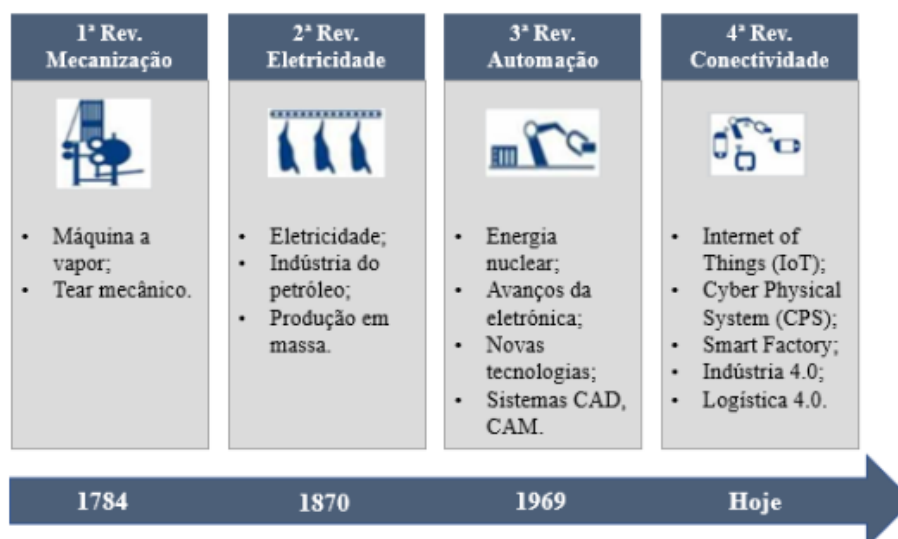 1ª Rev.
Mecanização
Máquina a
vapor;
Tear mecânico.
2ª Rev.
Eletricidade
Eletricidade;
Indústria do
petróleo;
Produção em
massa.
3ª Rev.
Automação
Energia
nuclear;
Avanços da
eletrónica;
Novas
tecnologias;
Sistemas CAD,
CAM.
4ª Rev.
Conectividade
Internet of
Things (IoT);
Cyber Physical
System (CPS);
Smart Factory;
Indústria 4.0;
Logística 4.0.
1784
1870
1969
Hoje